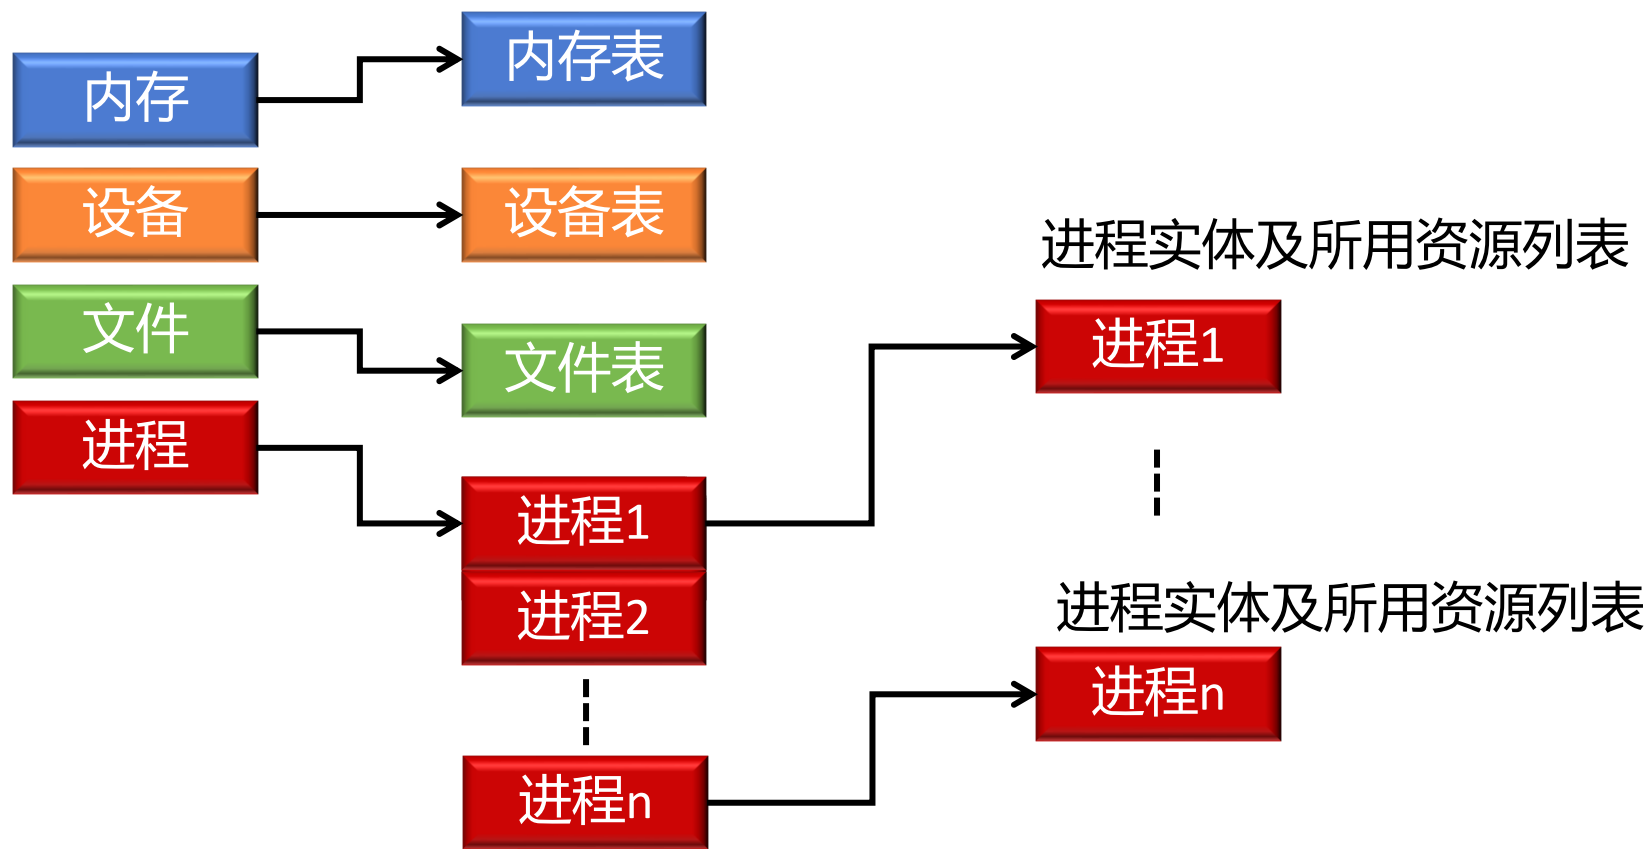 内存
设备
文件
进程
内存表
设备表
文件表
进程1
进程2
进程n
进程实体及所用资源列表
进程1
进程实体及所用资源列表
进程n